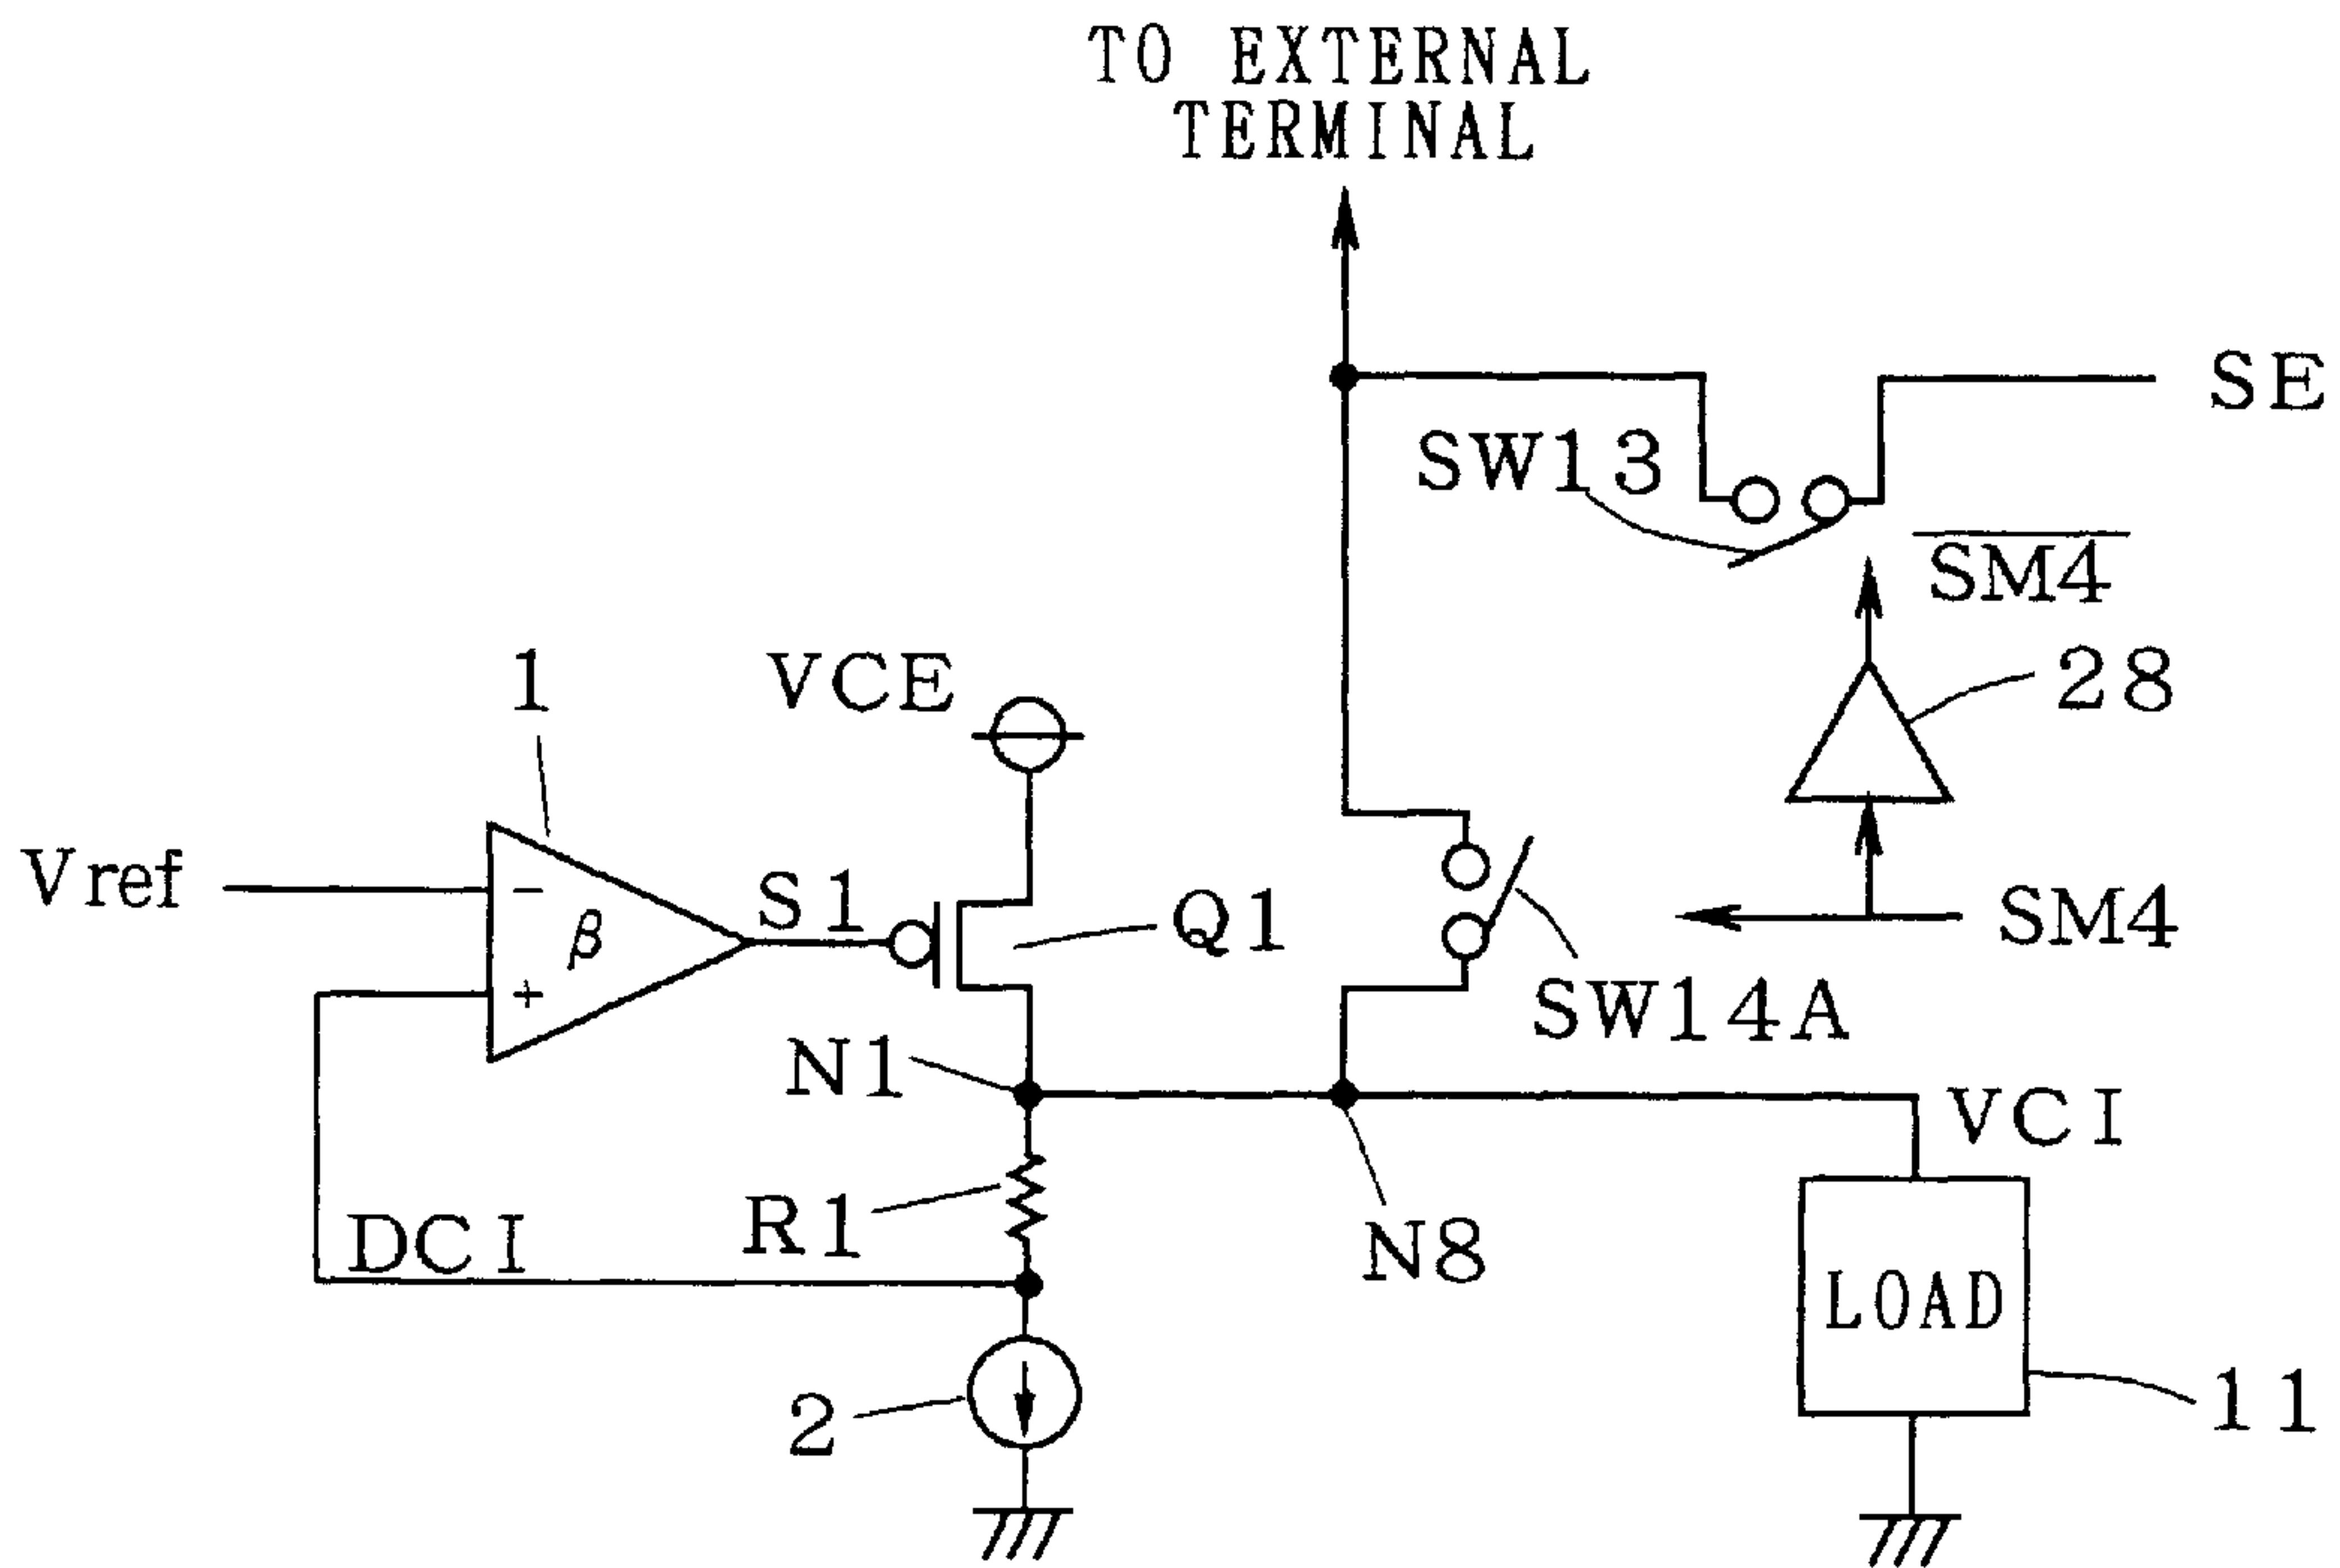 TO EXTERNAL
TERMINAL
SE
SW13
S̅M̅4̅
28
1
VCE
Vref
−
β
+
S1
Q1
SM4
SW14A
N1
VCI
R1
N8
DCI
LOAD
2
11